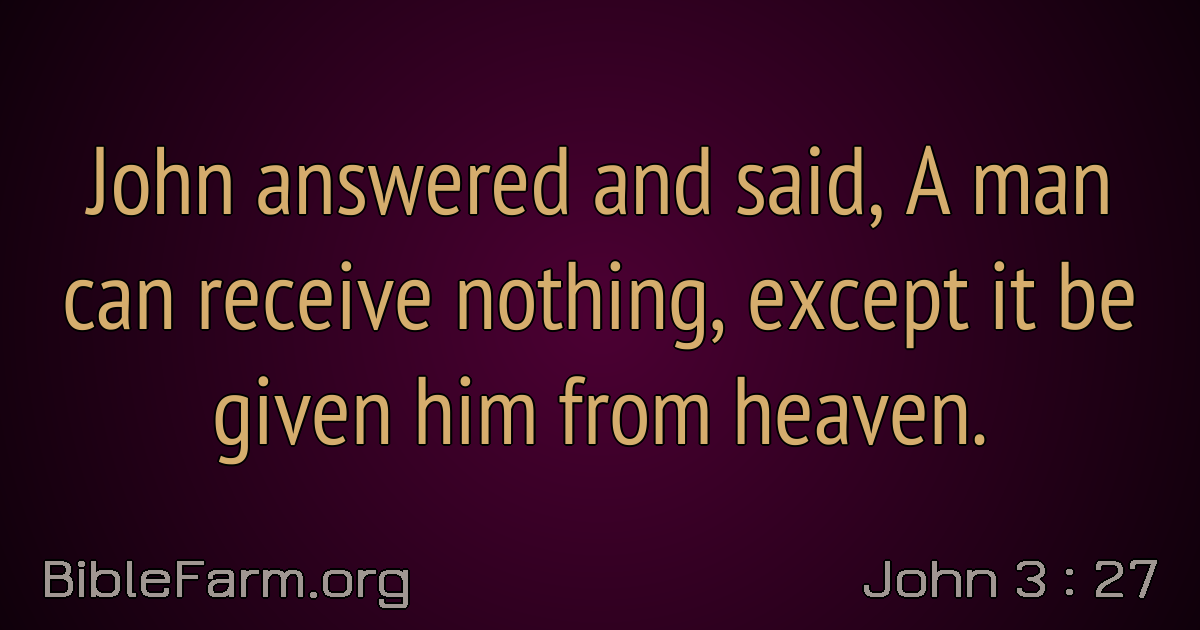 John answered and said, A man
can receive nothing, except it be
given him from heaven.
BibleFarm.org
John 3 : 27